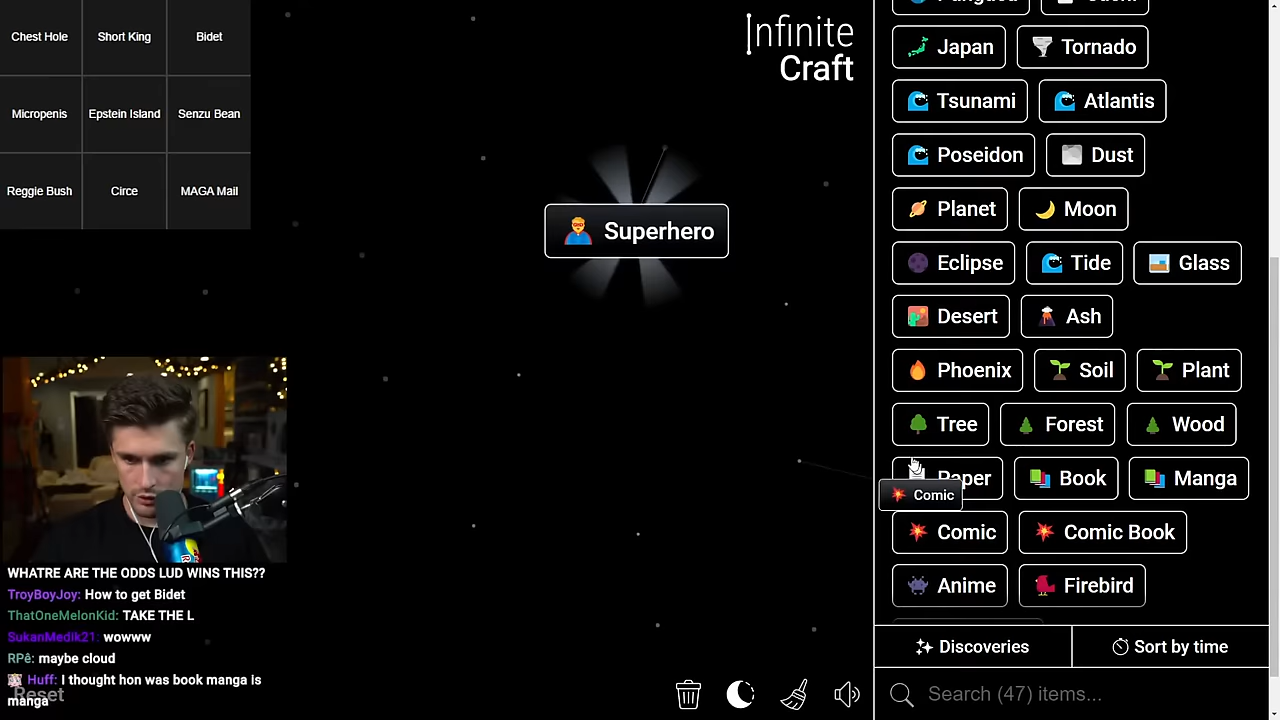 Chest Hole
Short King
Bidet
Micropenis
Epstein Island
Senzu Bean
Reggie Bush
Circe
MAGA Mail
Infinite
Craft
Superhero
Japan
Tornado
Tsunami
Atlantis
Poseidon
Dust
Planet
Moon
Eclipse
Tide
Glass
Desert
Ash
Phoenix
Soil
Plant
Tree
Forest
Wood
Paper
Book
Manga
Comic
Comic
Comic Book
Anime
Firebird
Discoveries
Sort by time
Search (47) items...
WHATRE ARE THE ODDS LUD WINS THIS??
TroyBoyJoy: How to get Bidet
ThatOneMelonKid: TAKE THE L
SukanMedik21: wowww
RPê: maybe cloud
Huff: I thought hon was book manga is
manga
Reset